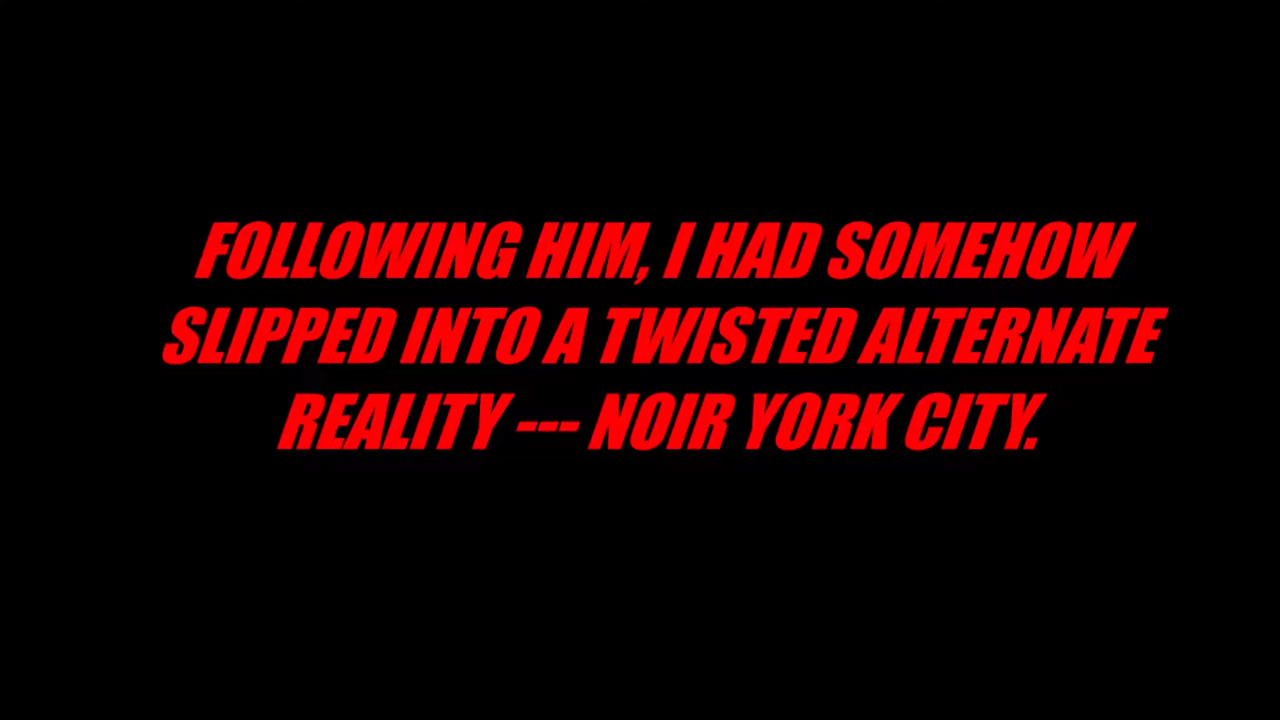 FOLLOWING HIM, I HAD SOMEHOW
SLIPPED INTO A TWISTED ALTERNATE
REALITY --- NOIR YORK CITY.